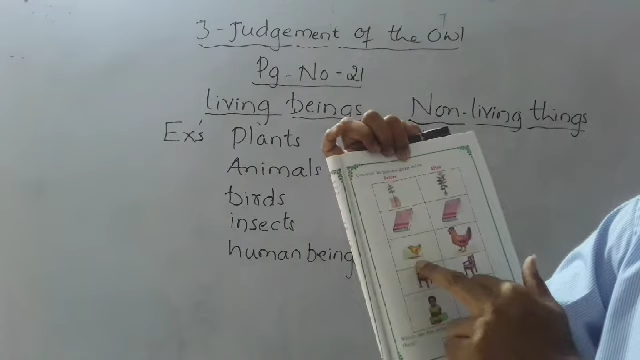 3 - Judgement of the Owl
Pg - No - 21
living beings Non-living things
Ex's Plants
Animals
birds
insects
human being